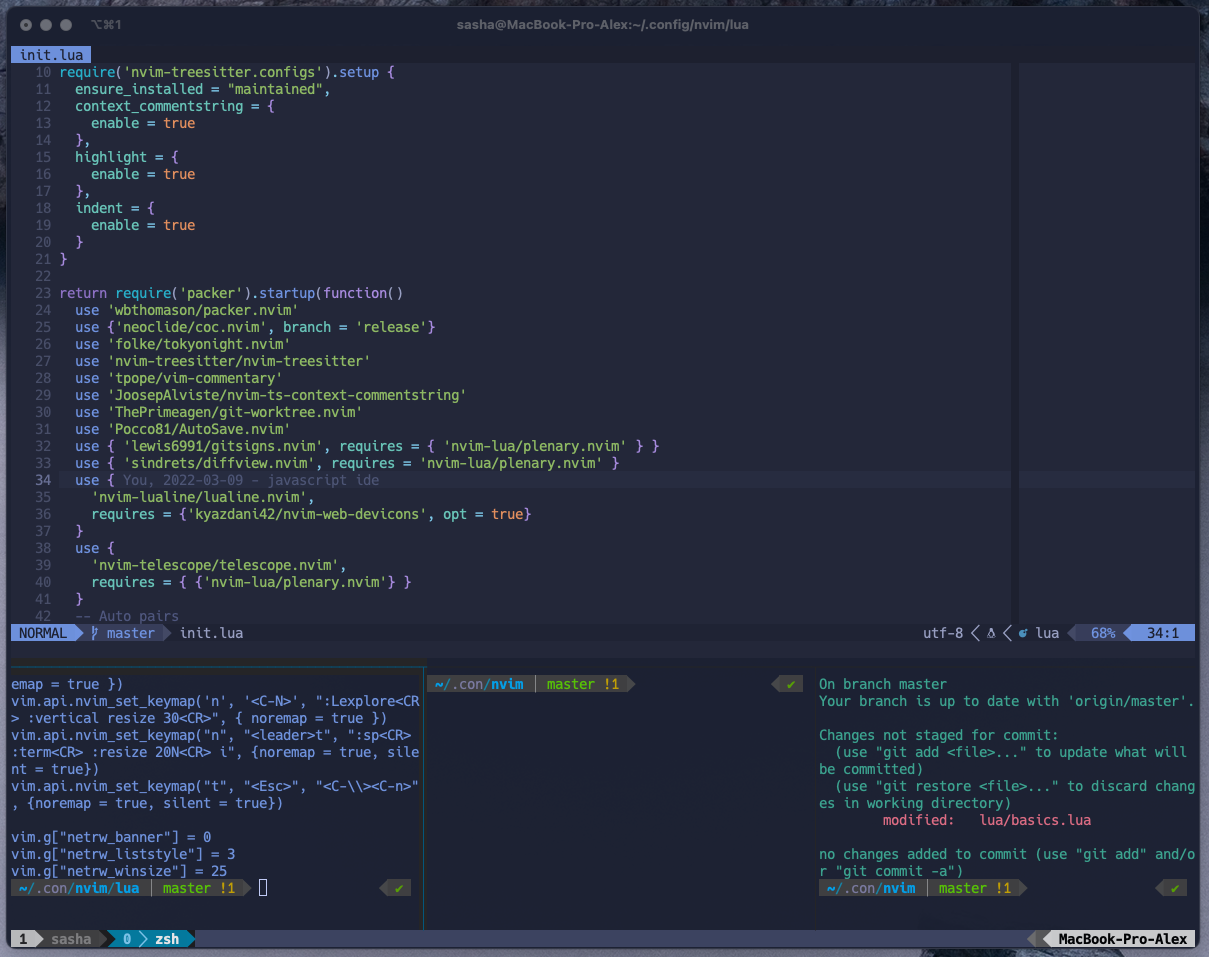 ⌥⌘1
sasha@MacBook-Pro-Alex:~/.config/nvim/lua
init.lua
10 require('nvim-treesitter.configs').setup {
11   ensure_installed = "maintained",
12   context_commentstring = {
13     enable = true
14   },
15   highlight = {
16     enable = true
17   },
18   indent = {
19     enable = true
20   }
21 }
22
23 return require('packer').startup(function()
24   use 'wbthomason/packer.nvim'
25   use {'neoclide/coc.nvim', branch = 'release'}
26   use 'folke/tokyonight.nvim'
27   use 'nvim-treesitter/nvim-treesitter'
28   use 'tpope/vim-commentary'
29   use 'JoosepAlviste/nvim-ts-context-commentstring'
30   use 'ThePrimeagen/git-worktree.nvim'
31   use 'Pocco81/AutoSave.nvim'
32   use { 'lewis6991/gitsigns.nvim', requires = { 'nvim-lua/plenary.nvim' } }
33   use { 'sindrets/diffview.nvim', requires = 'nvim-lua/plenary.nvim' }
34   use { You, 2022-03-09 - javascript ide
35     'nvim-lualine/lualine.nvim',
36     requires = {'kyazdani42/nvim-web-devicons', opt = true}
37   }
38   use {
39     'nvim-telescope/telescope.nvim',
40     requires = { {'nvim-lua/plenary.nvim'} }
41   }
42   -- Auto pairs
NORMAL master init.lua utf-8 lua 68% 34:1
emap = true })
vim.api.nvim_set_keymap('n', '<C-N>', ":Lexplore<CR
> :vertical resize 30<CR>", { noremap = true })
vim.api.nvim_set_keymap("n", "<leader>t", ":sp<CR>
:term<CR> :resize 20N<CR> i", {noremap = true, sile
nt = true})
vim.api.nvim_set_keymap("t", "<Esc>", "<C-\\><C-n>"
, {noremap = true, silent = true})

vim.g["netrw_banner"] = 0
vim.g["netrw_liststyle"] = 3
vim.g["netrw_winsize"] = 25
~/.con/nvim/lua master !1 ✔
~/.con/nvim master !1 ✔
On branch master
Your branch is up to date with 'origin/master'.

Changes not staged for commit:
  (use "git add <file>..." to update what will
be committed)
  (use "git restore <file>..." to discard chang
es in working directory)
        modified:   lua/basics.lua

no changes added to commit (use "git add" and/o
r "git commit -a")
~/.con/nvim master !1 ✔
1 sasha 0 zsh MacBook-Pro-Alex